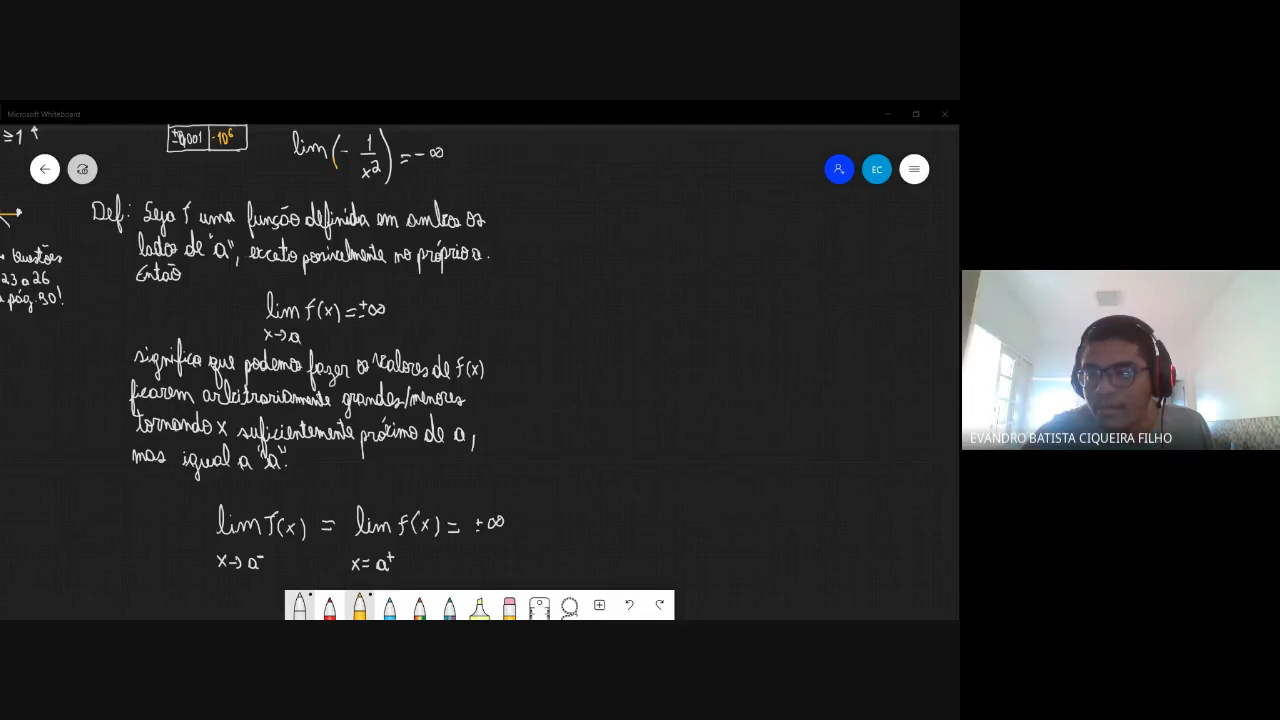 Microsoft Whiteboard
≥1
±0,001 -10⁶
lim (- 1/x²) = -∞
EC
Def: Seja f uma função definida em ambos os
lado de "a", exceto possivelmente no próprio a.
Então
Questões
23 a 26
pág. 90!
lim f(x) = ±∞
x→a
significa que podemos fazer os valores de f(x)
ficarem arbitrariamente grandes/menores
tornando x suficientemente próximo de a,
mas igual a "a".
lim f(x) = lim f(x) = ±∞
x→a⁻ x=a⁺
EVANDRO BATISTA CIQUEIRA FILHO